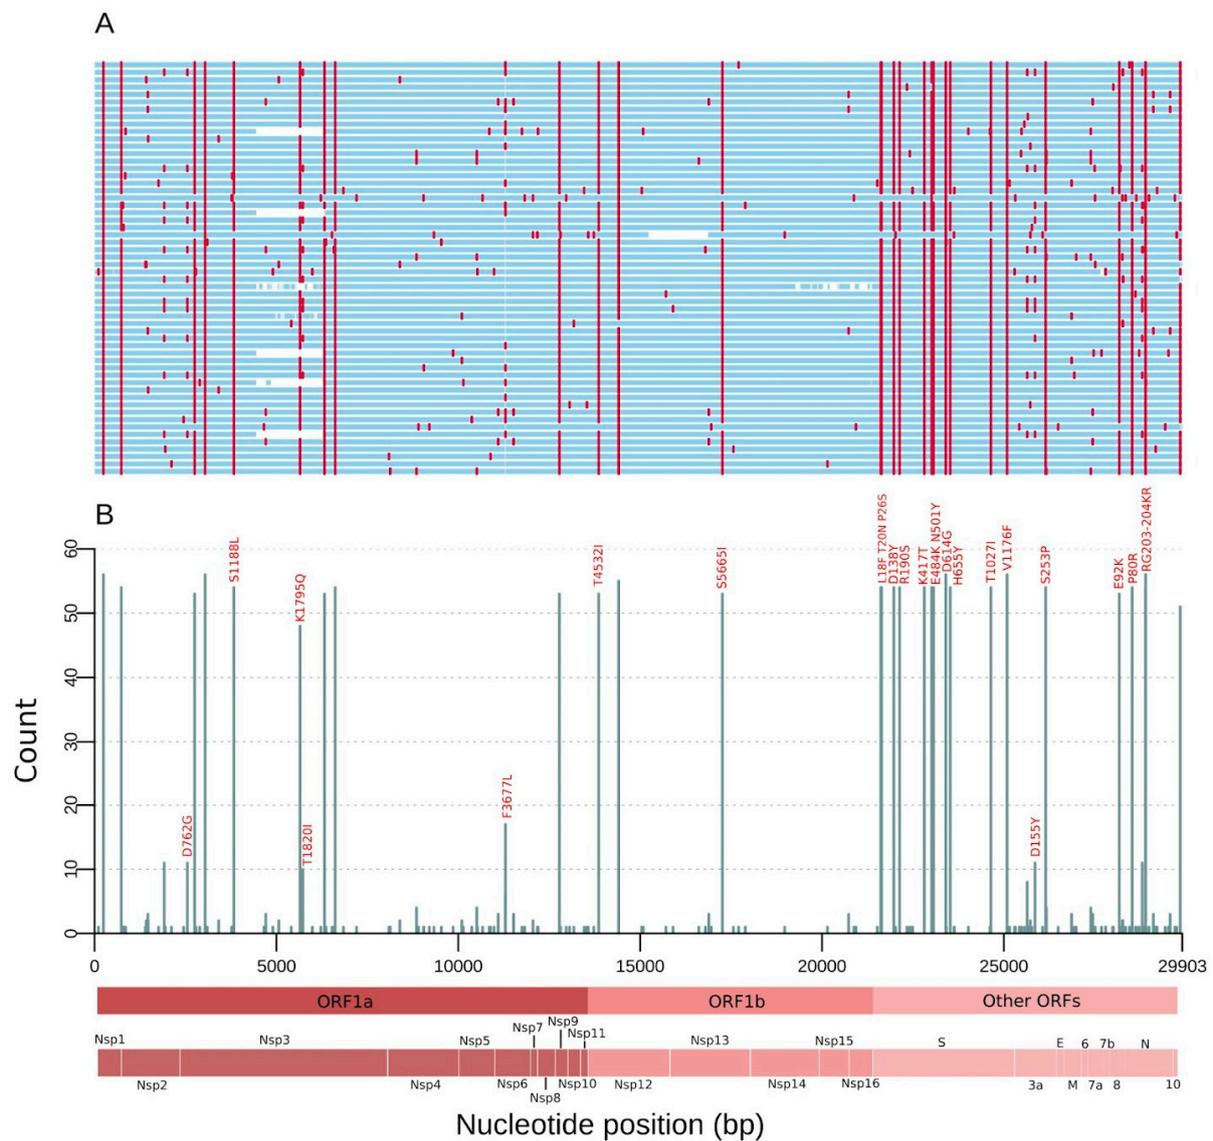 A
B
60
50
40
30
20
10
0
Count
D762G
S1188L
K1795Q
T1820I
F3677L
T4532I
S5665I
L18F T20N P26S
D138Y
R190S
K417T
E484K N501Y
D614G
H655Y
T1027I
V1176F
D155Y
S253P
E92K
P80R
RG203-204KR
0 5000 10000 15000 20000 25000 29903
ORF1a ORF1b Other ORFs
Nsp7 Nsp9
Nsp1 Nsp3 Nsp5 Nsp11 Nsp13 Nsp15 S E 6 7b N
Nsp2 Nsp4 Nsp6 Nsp10 Nsp12 Nsp14 Nsp16 3a M 7a 8 10
Nsp8
Nucleotide position (bp)